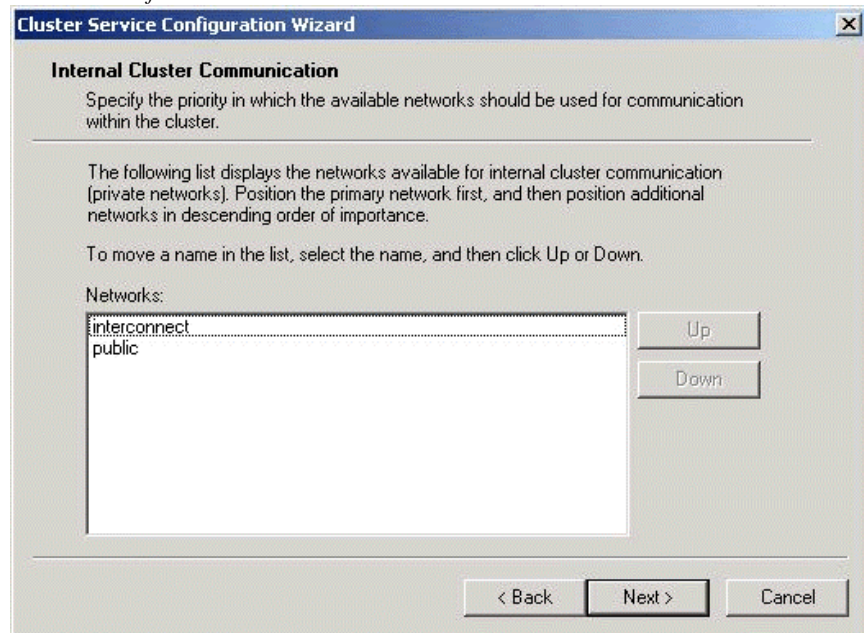 Cluster Service Configuration Wizard
Internal Cluster Communication
Specify the priority in which the available networks should be used for communication
within the cluster.
The following list displays the networks available for internal cluster communication
(private networks). Position the primary network first, and then position additional
networks in descending order of importance.
To move a name in the list, select the name, and then click Up or Down.
Networks:
interconnect
public
Up
Down
< Back
Next >
Cancel